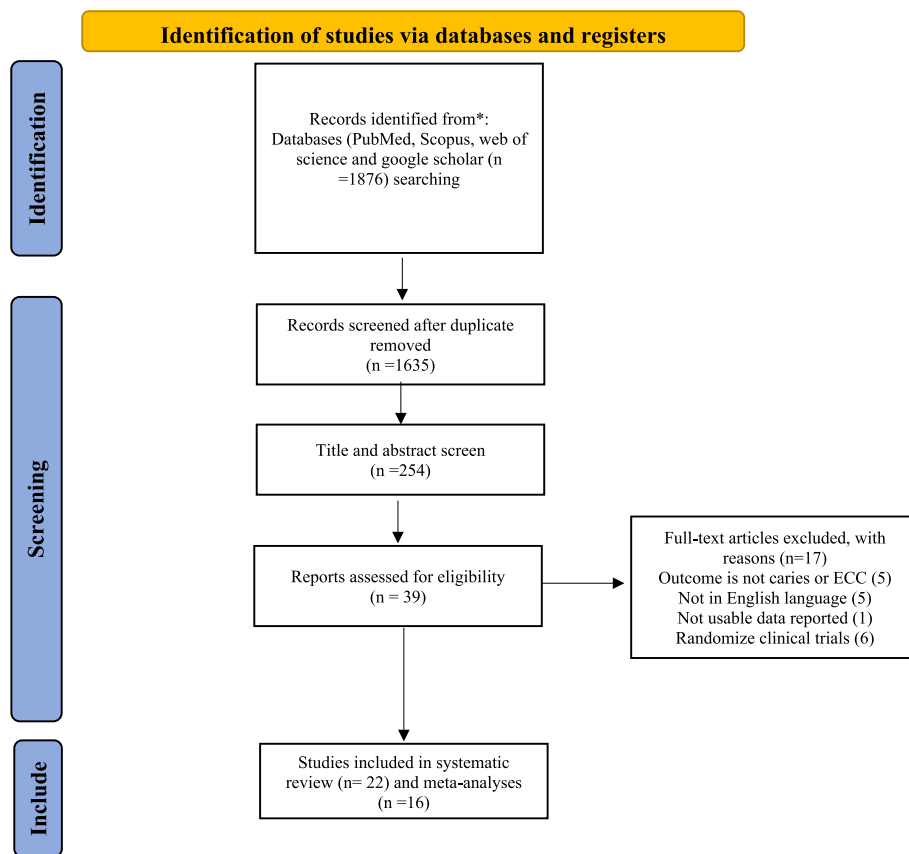 Identification of studies via databases and registers
Identification
Records identified from*:
Databases (PubMed, Scopus, web of
science and google scholar (n
=1876) searching
Screening
Records screened after duplicate
removed
(n =1635)
Title and abstract screen
(n =254)
Reports assessed for eligibility
(n = 39)
Full-text articles excluded, with
reasons (n=17)
Outcome is not caries or ECC (5)
Not in English language (5)
Not usable data reported (1)
Randomize clinical trials (6)
Include
Studies included in systematic
review (n= 22) and meta-analyses
(n =16)